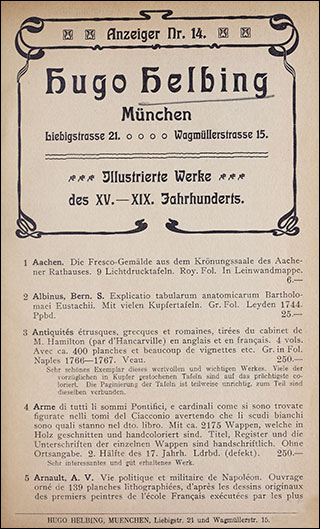 Anzeiger Nr. 14.
Hugo Helbing
München
Liebigstrasse 21. o o o o Wagmüllerstrasse 15.
Illustrierte Werke
des XV.—XIX. Jahrhunderts.
1 Aachen. Die Fresco-Gemälde aus dem Krönungssaale des Aache-
ner Rathauses. 9 Lichtdrucktafeln. Roy. Fol. In Leinwandmappe.
6.—
2 Albinus, Bern. S. Explicatio tabularum anatomicarum Bartholo-
maei Eustachii. Mit vielen Kupfertafeln. Gr. Fol. Leyden 1744.
Ppbd. 25.—
3 Antiquités étrusques, grecques et romaines, tirées du cabinet de
M. Hamilton (par d'Hancarville) en anglais et en français. 4 vols.
Avec ca. 400 planches et beaucoup de vignettes etc. Gr. in Fol.
Naples 1766—1767. Veau. 250.—
Sehr schönes Exemplar dieses wertvollen und wichtigen Werkes. Viele der
vorzüglichen in Kupfer gestochenen Tafeln sind auf das prächtigste co-
loriert. Die Paginierung der Tafeln ist teilweise unrichtig, zum Teil sind
dieselben verbunden.
4 Arme di tutti li sommi Pontifici, e cardinali come si sono trovate
figurate nelli tomi del Ciacconio avertendo che li scudi bianchi
sono quali stanno nel dto. libro. Mit ca. 2175 Wappen, welche in
Holz geschnitten und handcoloriert sind. Titel, Register und die
Unterschriften der einzelnen Wappen sind handschriftlich. Ohne
Ortsangabe. 2. Hälfte des 17. Jahrh. Ldrbd. (defekt). 250.—
Sehr interessantes und gut erhaltenes Werk.
5 Arnault, A. V. Vie politique et militaire de Napoléon. Ouvrage
orné de 139 planches lithographiées, d'après les dessins originaux
des premiers peintres de l'école Français exécutées par les plus
HUGO HELBING, MUENCHEN, Liebigstr. 21 und Wagmüllerstr. 15.